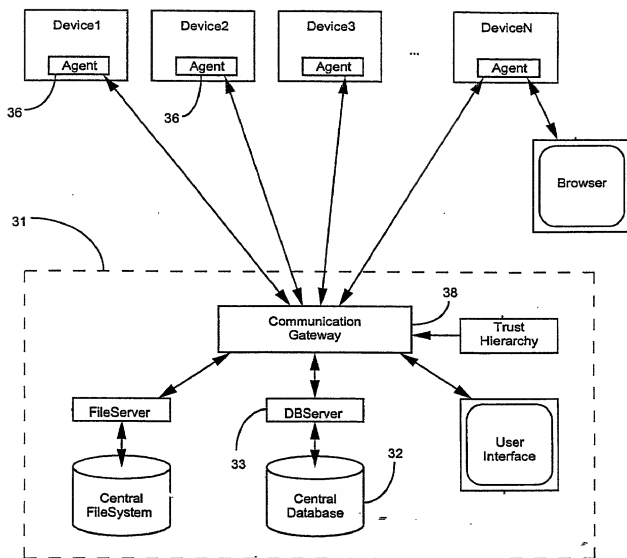 Device1
Device2
Device3
...
DeviceN
Agent
Agent
Agent
Agent
36
36
Browser
31
38
Communication
Gateway
Trust
Hierarchy
FileServer
DBServer
33
32
User
Interface
Central
FileSystem
Central
Database